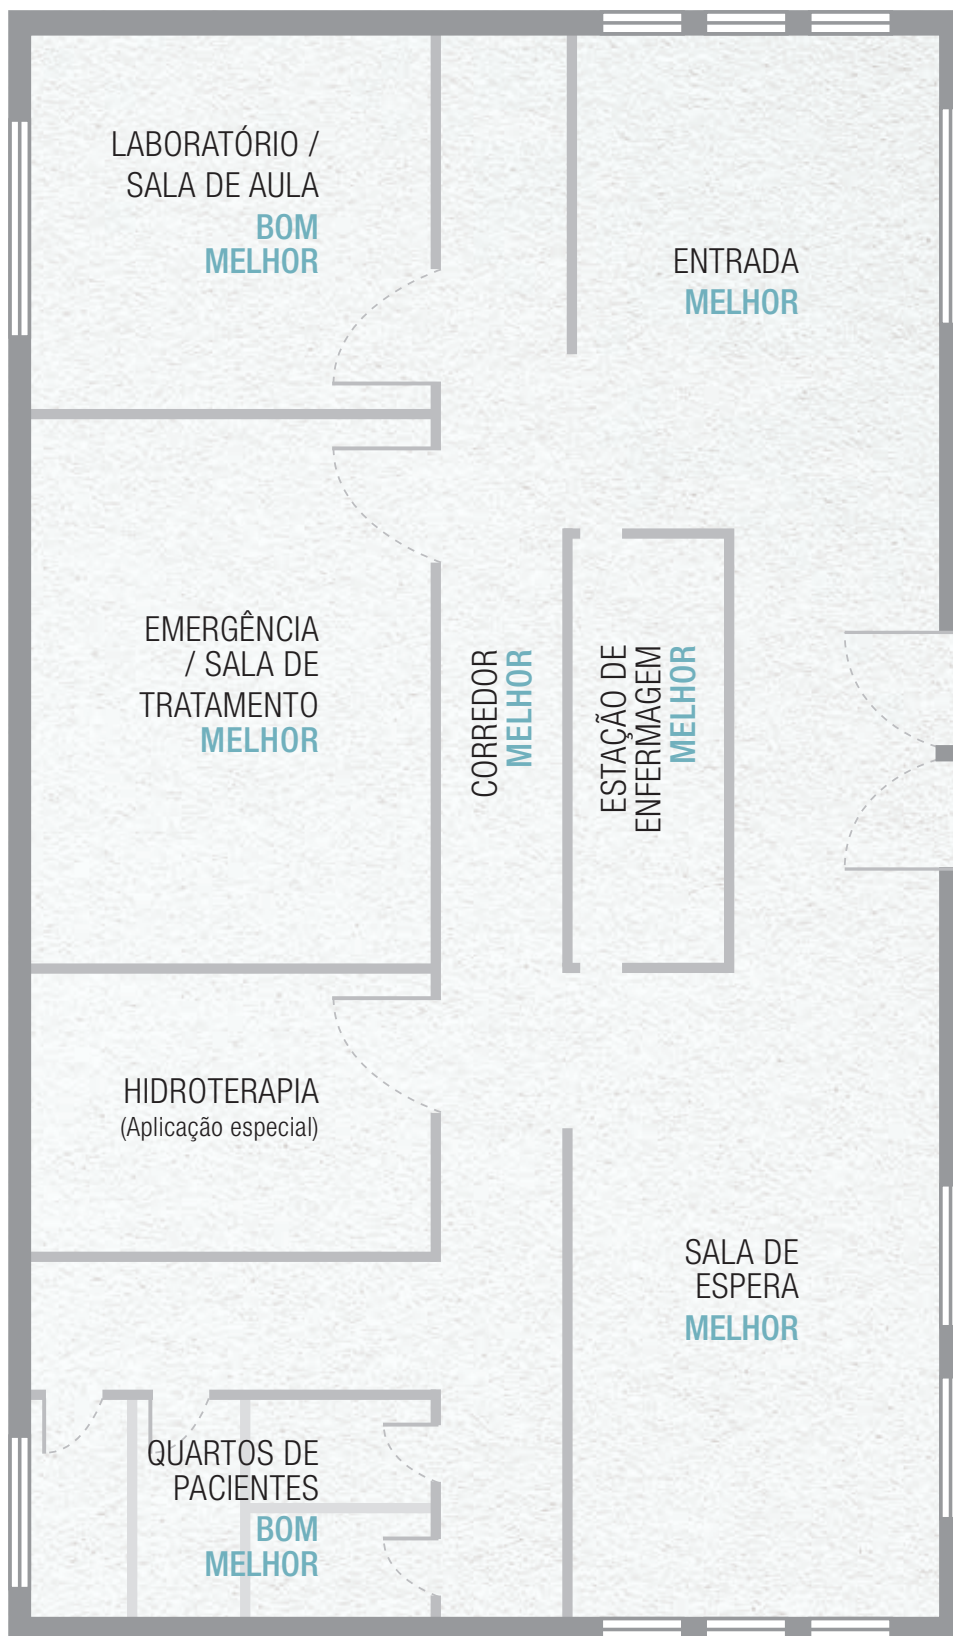 LABORATÓRIO /
SALA DE AULA
BOM
MELHOR
ENTRADA
MELHOR
EMERGÊNCIA
/ SALA DE
TRATAMENTO
MELHOR
CORREDOR
MELHOR
ESTAÇÃO DE
ENFERMAGEM
MELHOR
HIDROTERAPIA
(Aplicação especial)
SALA DE
ESPERA
MELHOR
QUARTOS DE
PACIENTES
BOM
MELHOR